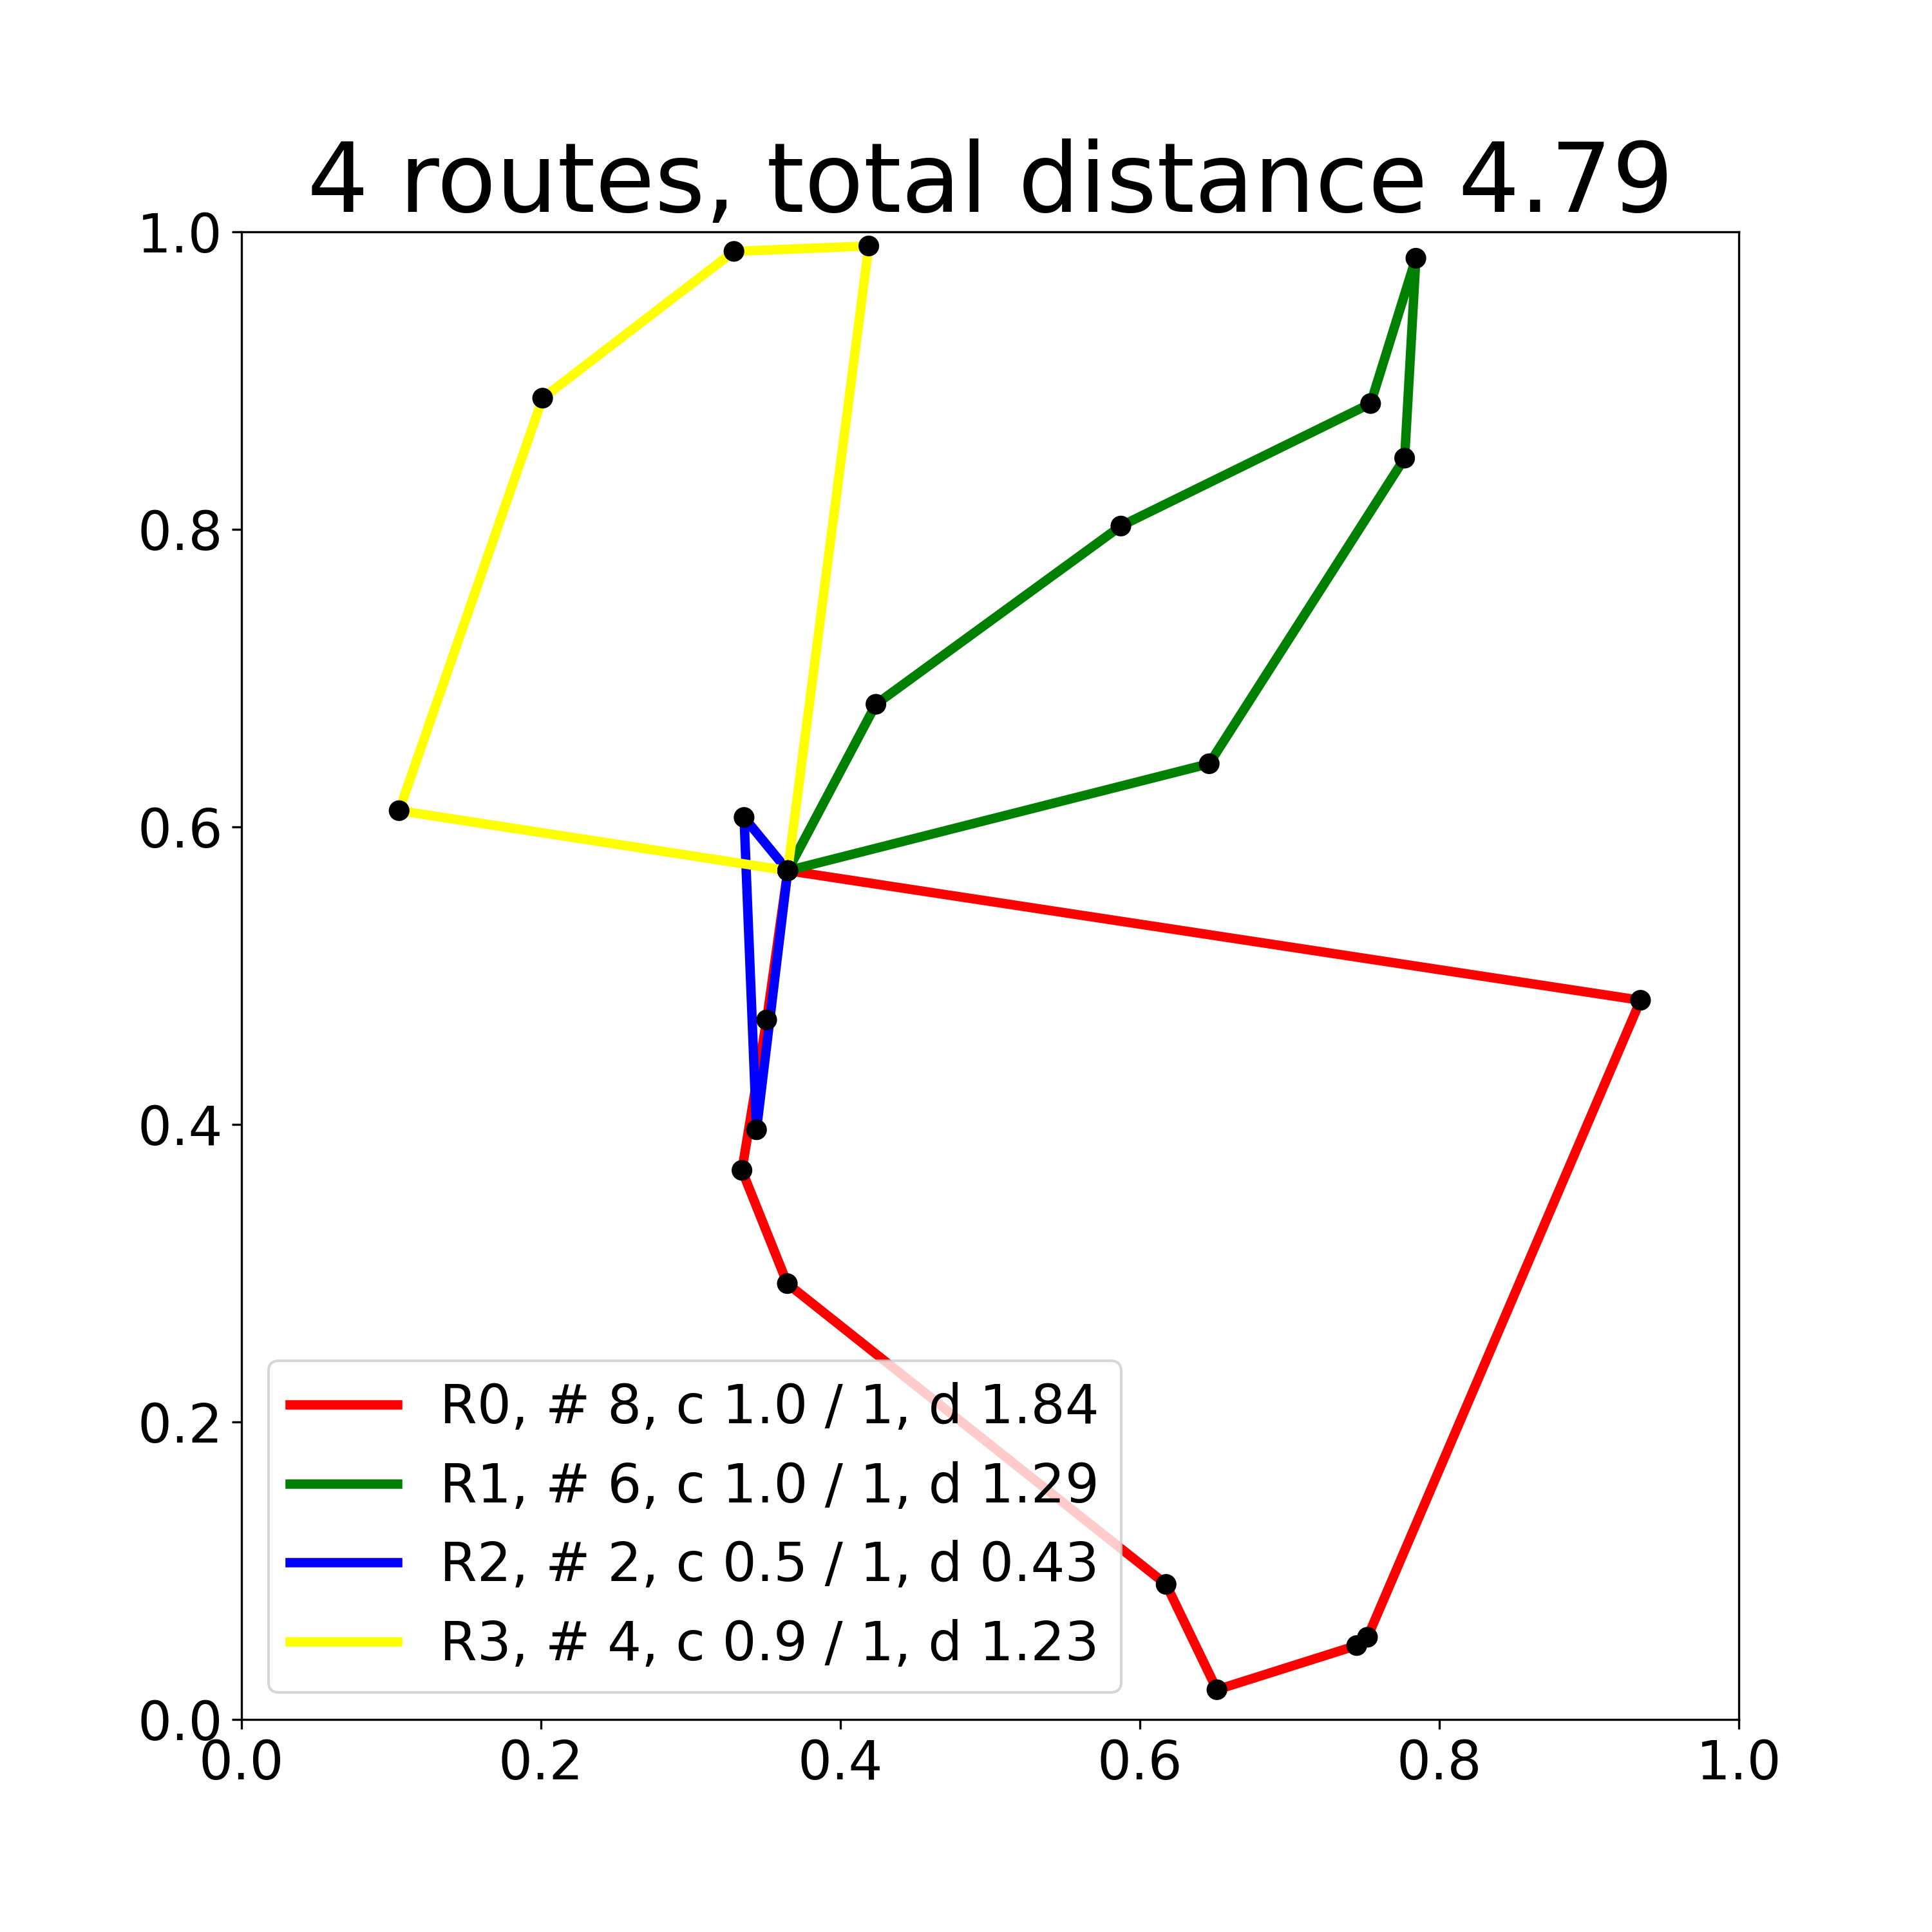 4 routes, total distance 4.79
1.0
0.8
0.6
0.4
0.2
0.0
R0, # 8, c 1.0 / 1, d 1.84
R1, # 6, c 1.0 / 1, d 1.29
R2, # 2, c 0.5 / 1, d 0.43
R3, # 4, c 0.9 / 1, d 1.23
0.0 0.2 0.4 0.6 0.8 1.0